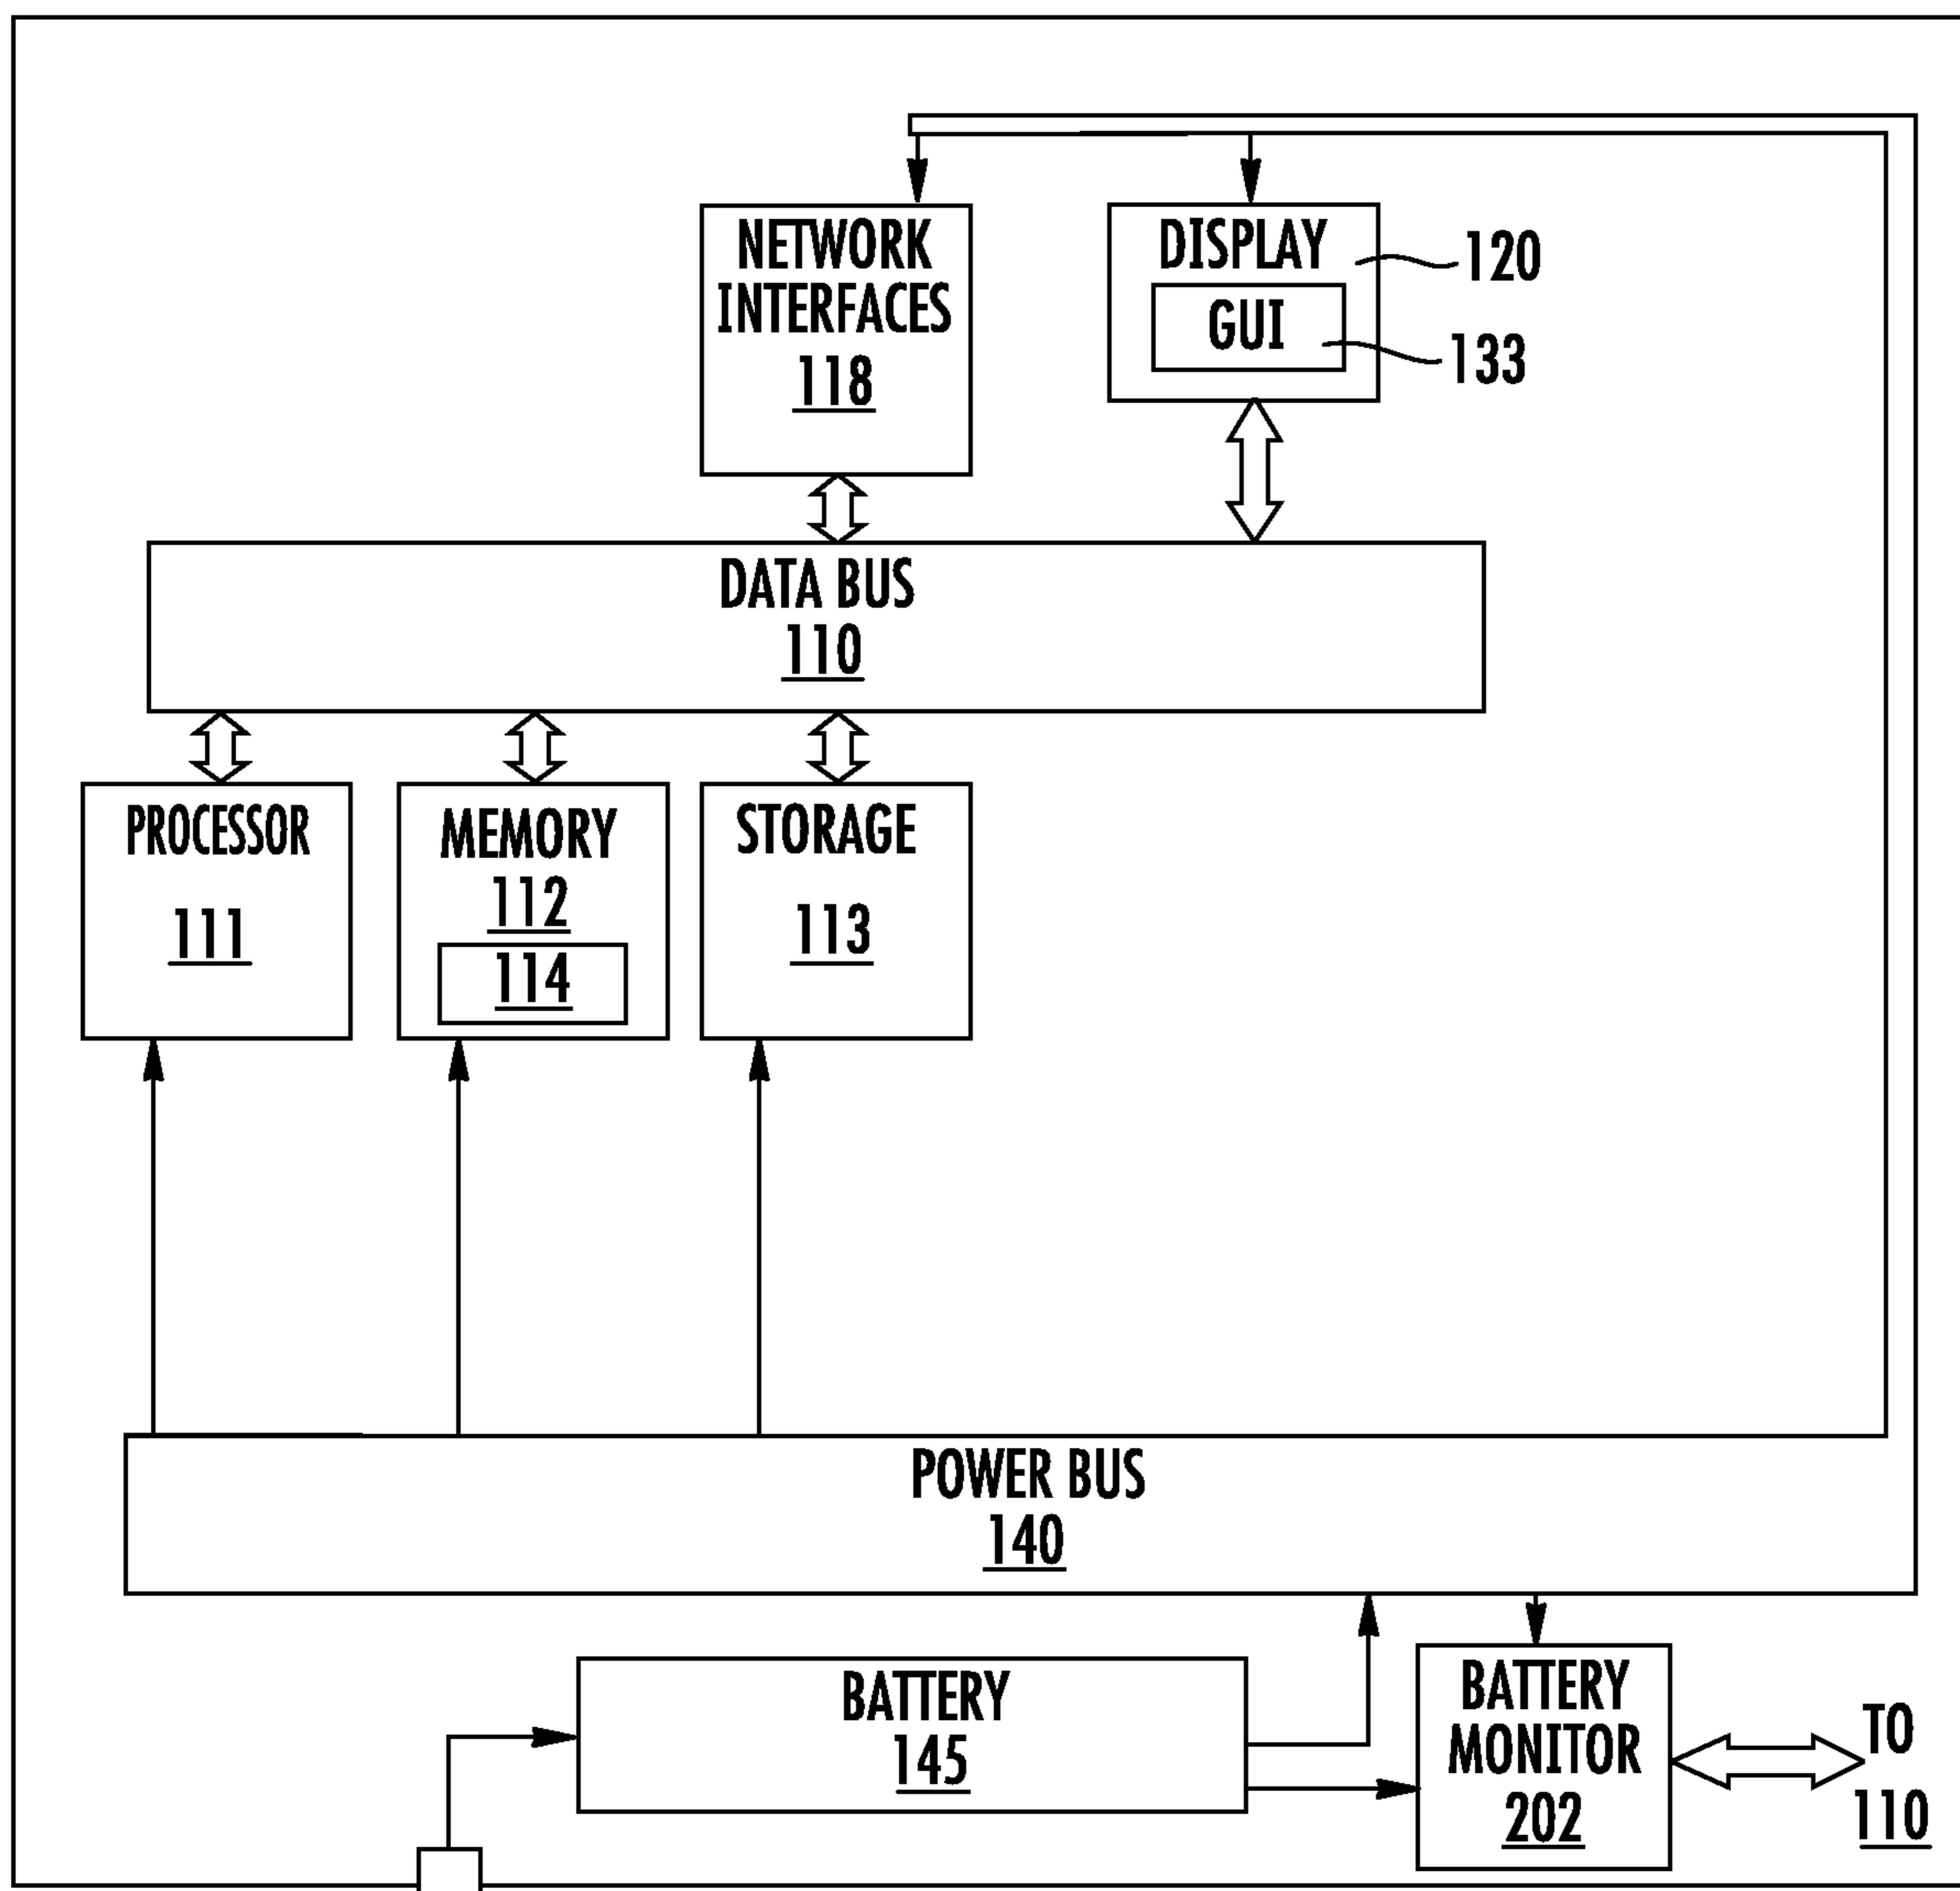 NETWORK
INTERFACES
118
DISPLAY
120
GUI
133
DATA BUS
110
PROCESSOR
111
MEMORY
112
114
STORAGE
113
POWER BUS
140
BATTERY
145
BATTERY
MONITOR
202
TO
110